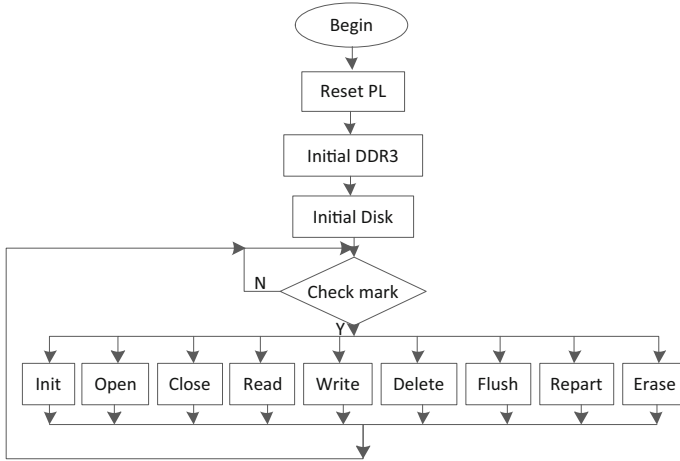 Begin
Reset PL
Initial DDR3
Initial Disk
N
Check mark
Y
Init
Open
Close
Read
Write
Delete
Flush
Repart
Erase